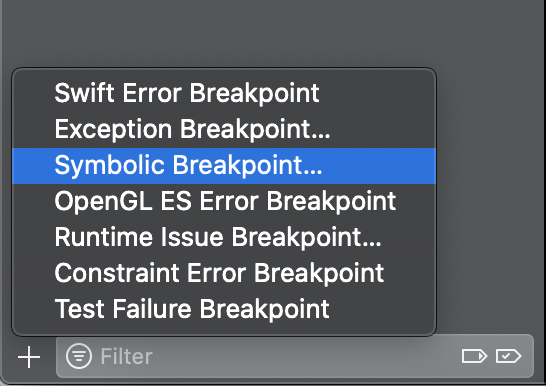 Swift Error Breakpoint
Exception Breakpoint...
Symbolic Breakpoint...
OpenGL ES Error Breakpoint
Runtime Issue Breakpoint...
Constraint Error Breakpoint
Test Failure Breakpoint
Filter